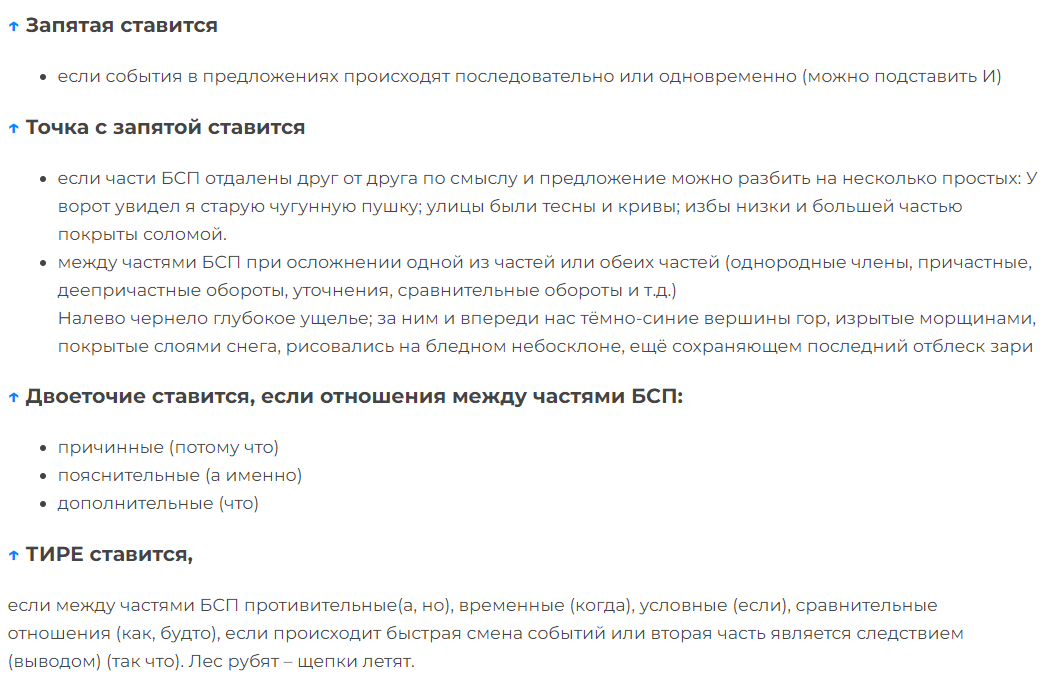 ↑ Запятая ставится
• если события в предложениях происходят последовательно или одновременно (можно подставить И)
↑ Точка с запятой ставится
• если части БСП отдалены друг от друга по смыслу и предложение можно разбить на несколько простых: У
ворот увидел я старую чугунную пушку; улицы были тесны и кривы; избы низки и большей частью
покрыты соломой.
• между частями БСП при осложнении одной из частей или обеих частей (однородные члены, причастные,
деепричастные обороты, уточнения, сравнительные обороты и т.д.)
Налево чернело глубокое ущелье; за ним и впереди нас тёмно-синие вершины гор, изрытые морщинами,
покрытые слоями снега, рисовались на бледном небосклоне, ещё сохраняющем последний отблеск зари
↑ Двоеточие ставится, если отношения между частями БСП:
• причинные (потому что)
• пояснительные (а именно)
• дополнительные (что)
↑ ТИРЕ ставится,
если между частями БСП противительные(а, но), временные (когда), условные (если), сравнительные
отношения (как, будто), если происходит быстрая смена событий или вторая часть является следствием
(выводом) (так что). Лес рубят – щепки летят.